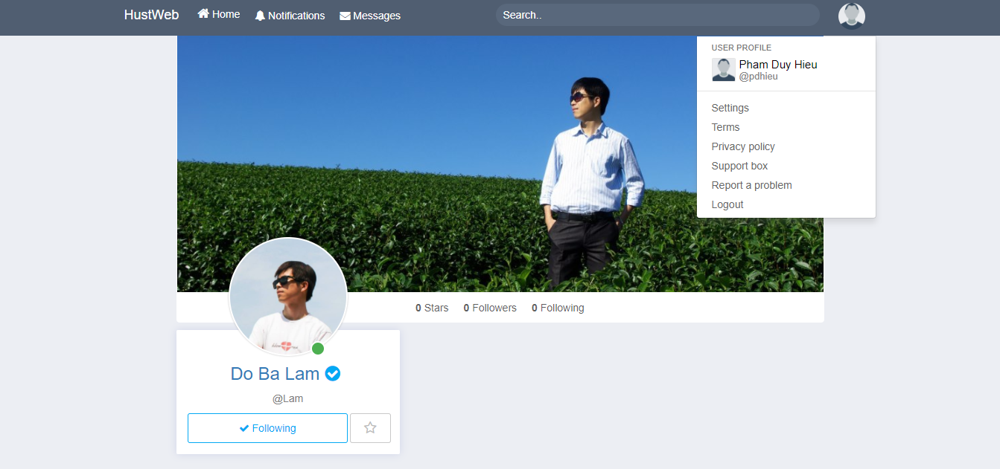 HustWeb Home Notifications Messages Search..
USER PROFILE
Pham Duy Hieu
@pdhieu
Settings
Terms
Privacy policy
Support box
Report a problem
Logout
0 Stars 0 Followers 0 Following
Do Ba Lam
@Lam
Following